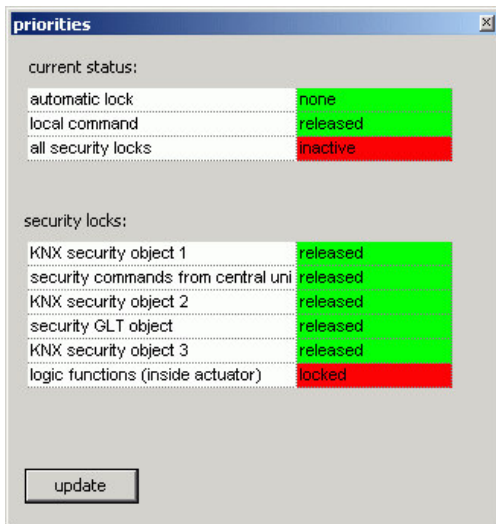 priorities
current status:
automatic lock none
local command released
all security locks inactive
security locks:
KNX security object 1 released
security commands from central uni released
KNX security object 2 released
security GLT object released
KNX security object 3 released
logic functions (inside actuator) locked
update